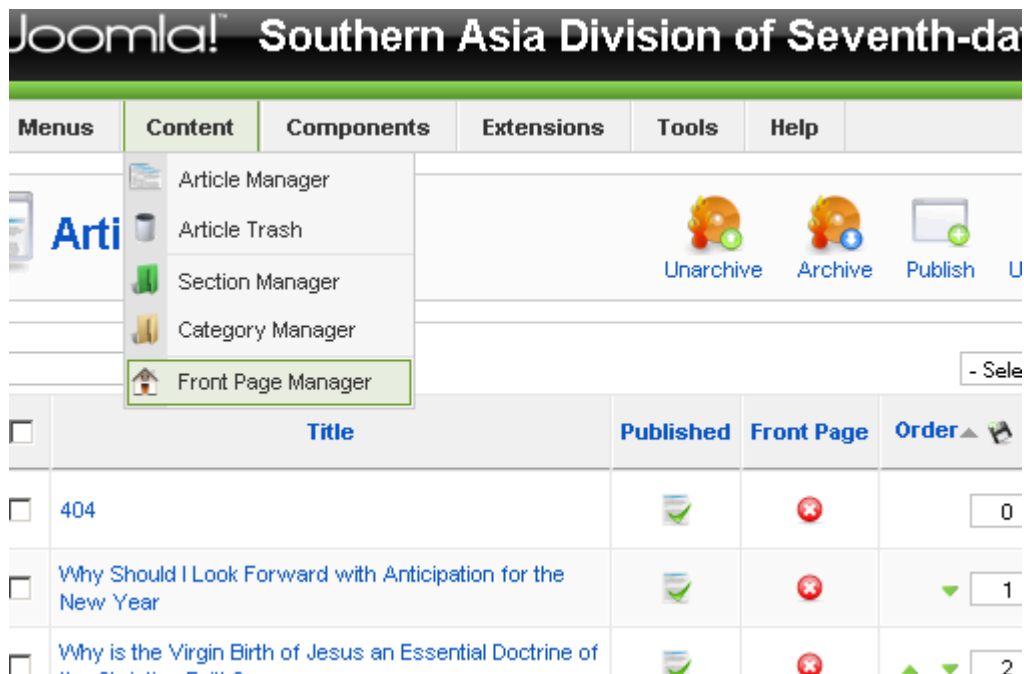 Joomla! Southern Asia Division of Seventh-da
Menus Content Components Extensions Tools Help
Article Manager
Article Trash
Section Manager
Category Manager
Front Page Manager
Arti
Unarchive Archive Publish U
- Sele
Title Published Front Page Order
404 0
Why Should I Look Forward with Anticipation for the
New Year 1
Why is the Virgin Birth of Jesus an Essential Doctrine of
2